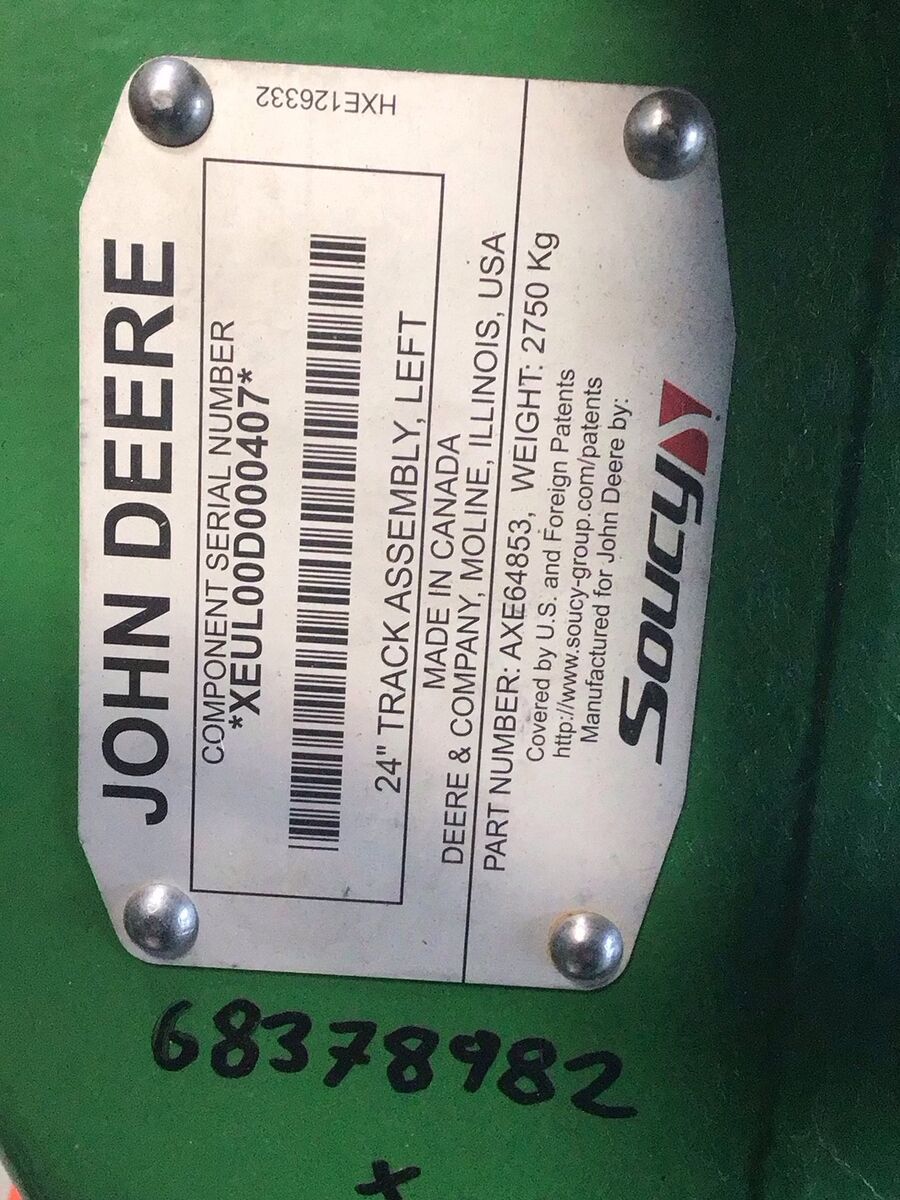 JOHN DEERE
COMPONENT SERIAL NUMBER
*XEUL00D000407*
24" TRACK ASSEMBLY, LEFT
MADE IN CANADA
DEERE & COMPANY, MOLINE, ILLINOIS, USA
PART NUMBER: AXE64853, WEIGHT: 2750 Kg
Covered by U.S. and Foreign Patents
http://www.soucy-group.com/patents
Manufactured for John Deere by:
SOUCY
HXE126332
68378982
x